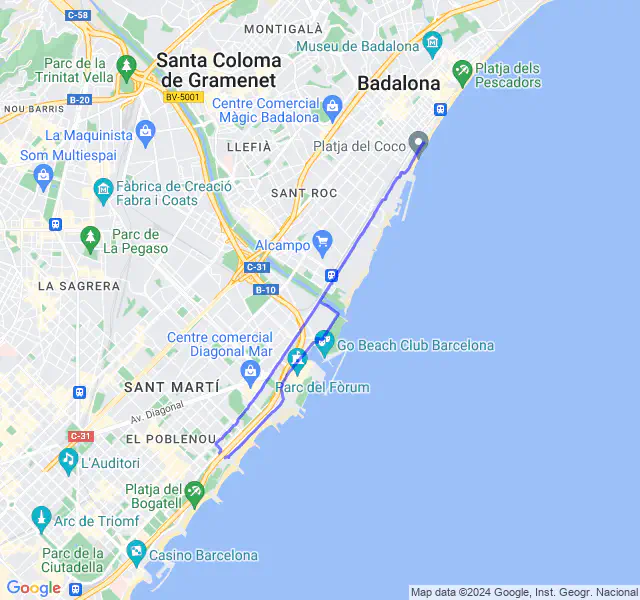 C-58
MONTIGALÀ
Museu de Badalona
Parc de la
Trinitat Vella
Santa Coloma
de Gramenet
Badalona
Platja dels
Pescadors
NOU BARRIS
B-20
BV-5001
Centre Comercial
Màgic Badalona
La Maquinista
LLEFIÀ
Platja del Coco
Som Multiespai
Fàbrica de Creació
Fabra i Coats
SANT ROC
Parc de
La Pegaso
Alcampo
C-31
LA SAGRERA
B-10
Centre comercial
Diagonal Mar
Go Beach Club Barcelona
SANT MARTÍ
Parc del Fòrum
Av. Diagonal
C-31
EL POBLENOU
L'Auditori
Platja del
Bogatell
Arc de Triomf
Parc de la
Ciutadella
Casino Barcelona
Google
Map data ©2024 Google, Inst. Geogr. Nacional